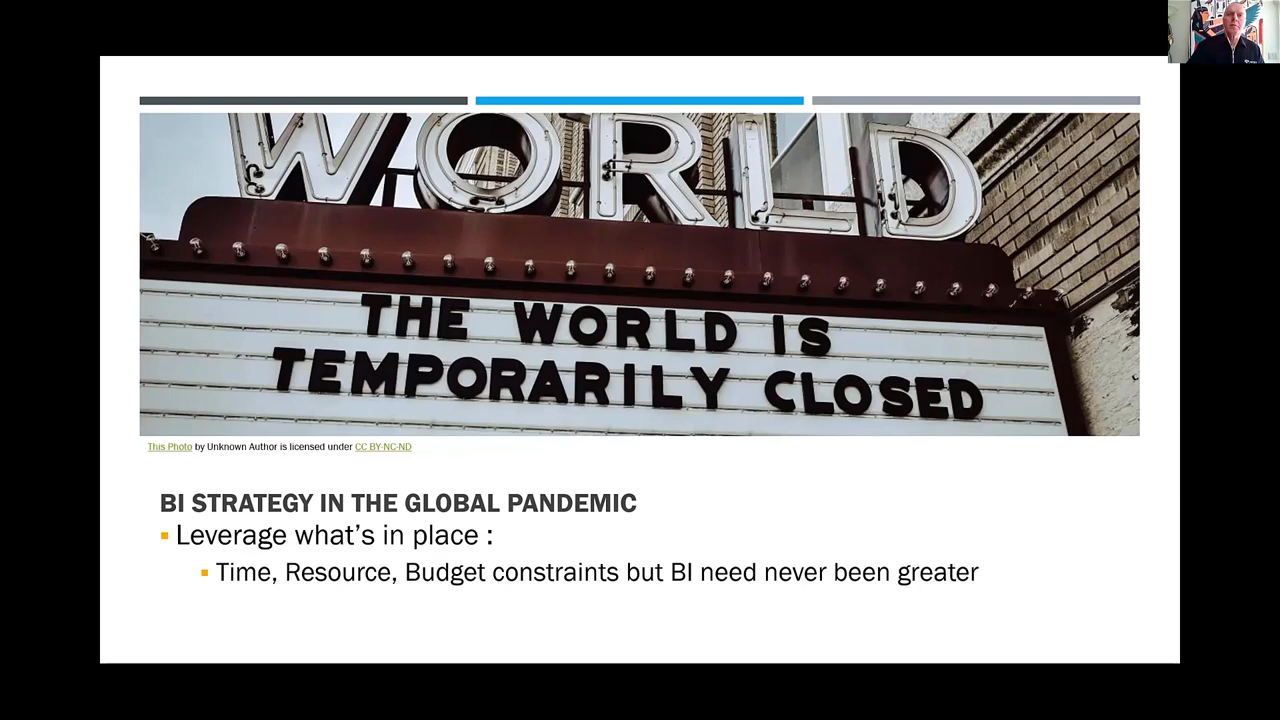 WORLD
THE WORLD IS
TEMPORARILY CLOSED
This Photo by Unknown Author is licensed under CC BY-NC-ND
BI STRATEGY IN THE GLOBAL PANDEMIC
▪ Leverage what's in place :
▪ Time, Resource, Budget constraints but BI need never been greater